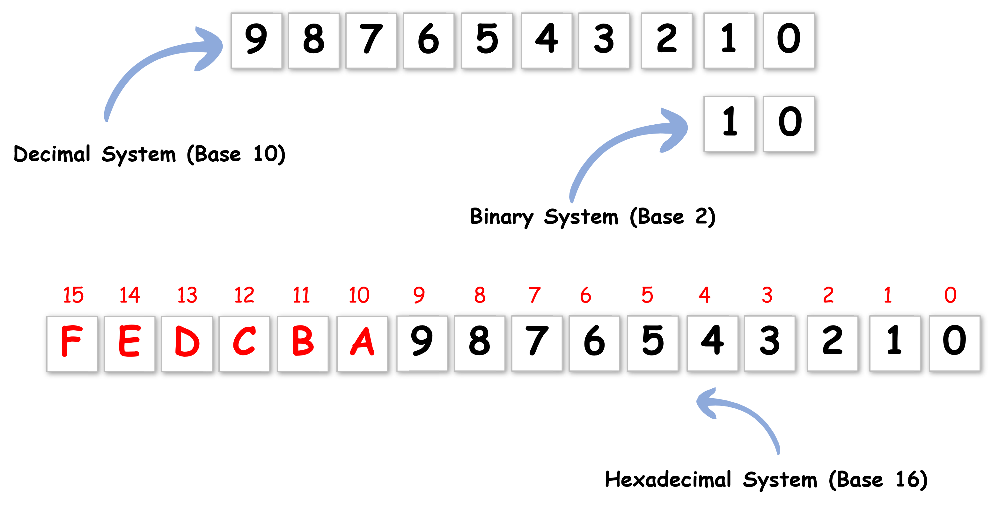 9 8 7 6 5 4 3 2 1 0
1 0
Decimal System (Base 10)
Binary System (Base 2)
15 14 13 12 11 10 9 8 7 6 5 4 3 2 1 0
F E D C B A 9 8 7 6 5 4 3 2 1 0
Hexadecimal System (Base 16)